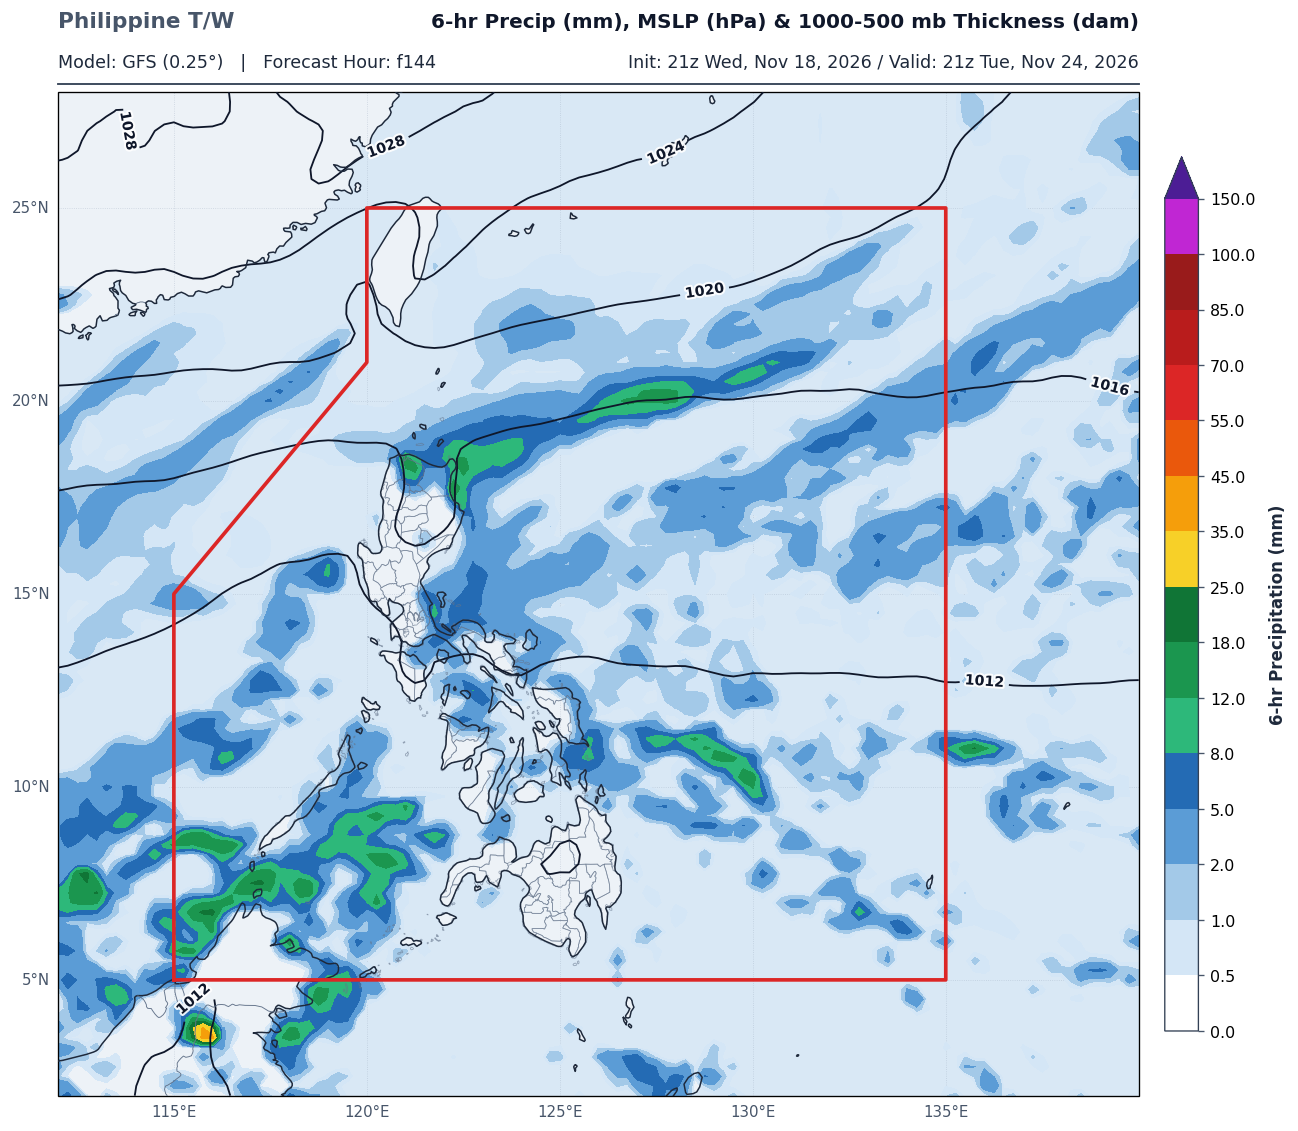 Philippine T/W
6-hr Precip (mm), MSLP (hPa) & 1000-500 mb Thickness (dam)
Model: GFS (0.25°) | Forecast Hour: f144
Init: 21z Wed, Nov 18, 2026 / Valid: 21z Tue, Nov 24, 2026
1028
1028
1024
1020
1016
1012
1012
25°N
20°N
15°N
10°N
5°N
115°E
120°E
125°E
130°E
135°E
150.0
100.0
85.0
70.0
55.0
45.0
35.0
25.0
18.0
12.0
8.0
5.0
2.0
1.0
0.5
0.0
6-hr Precipitation (mm)